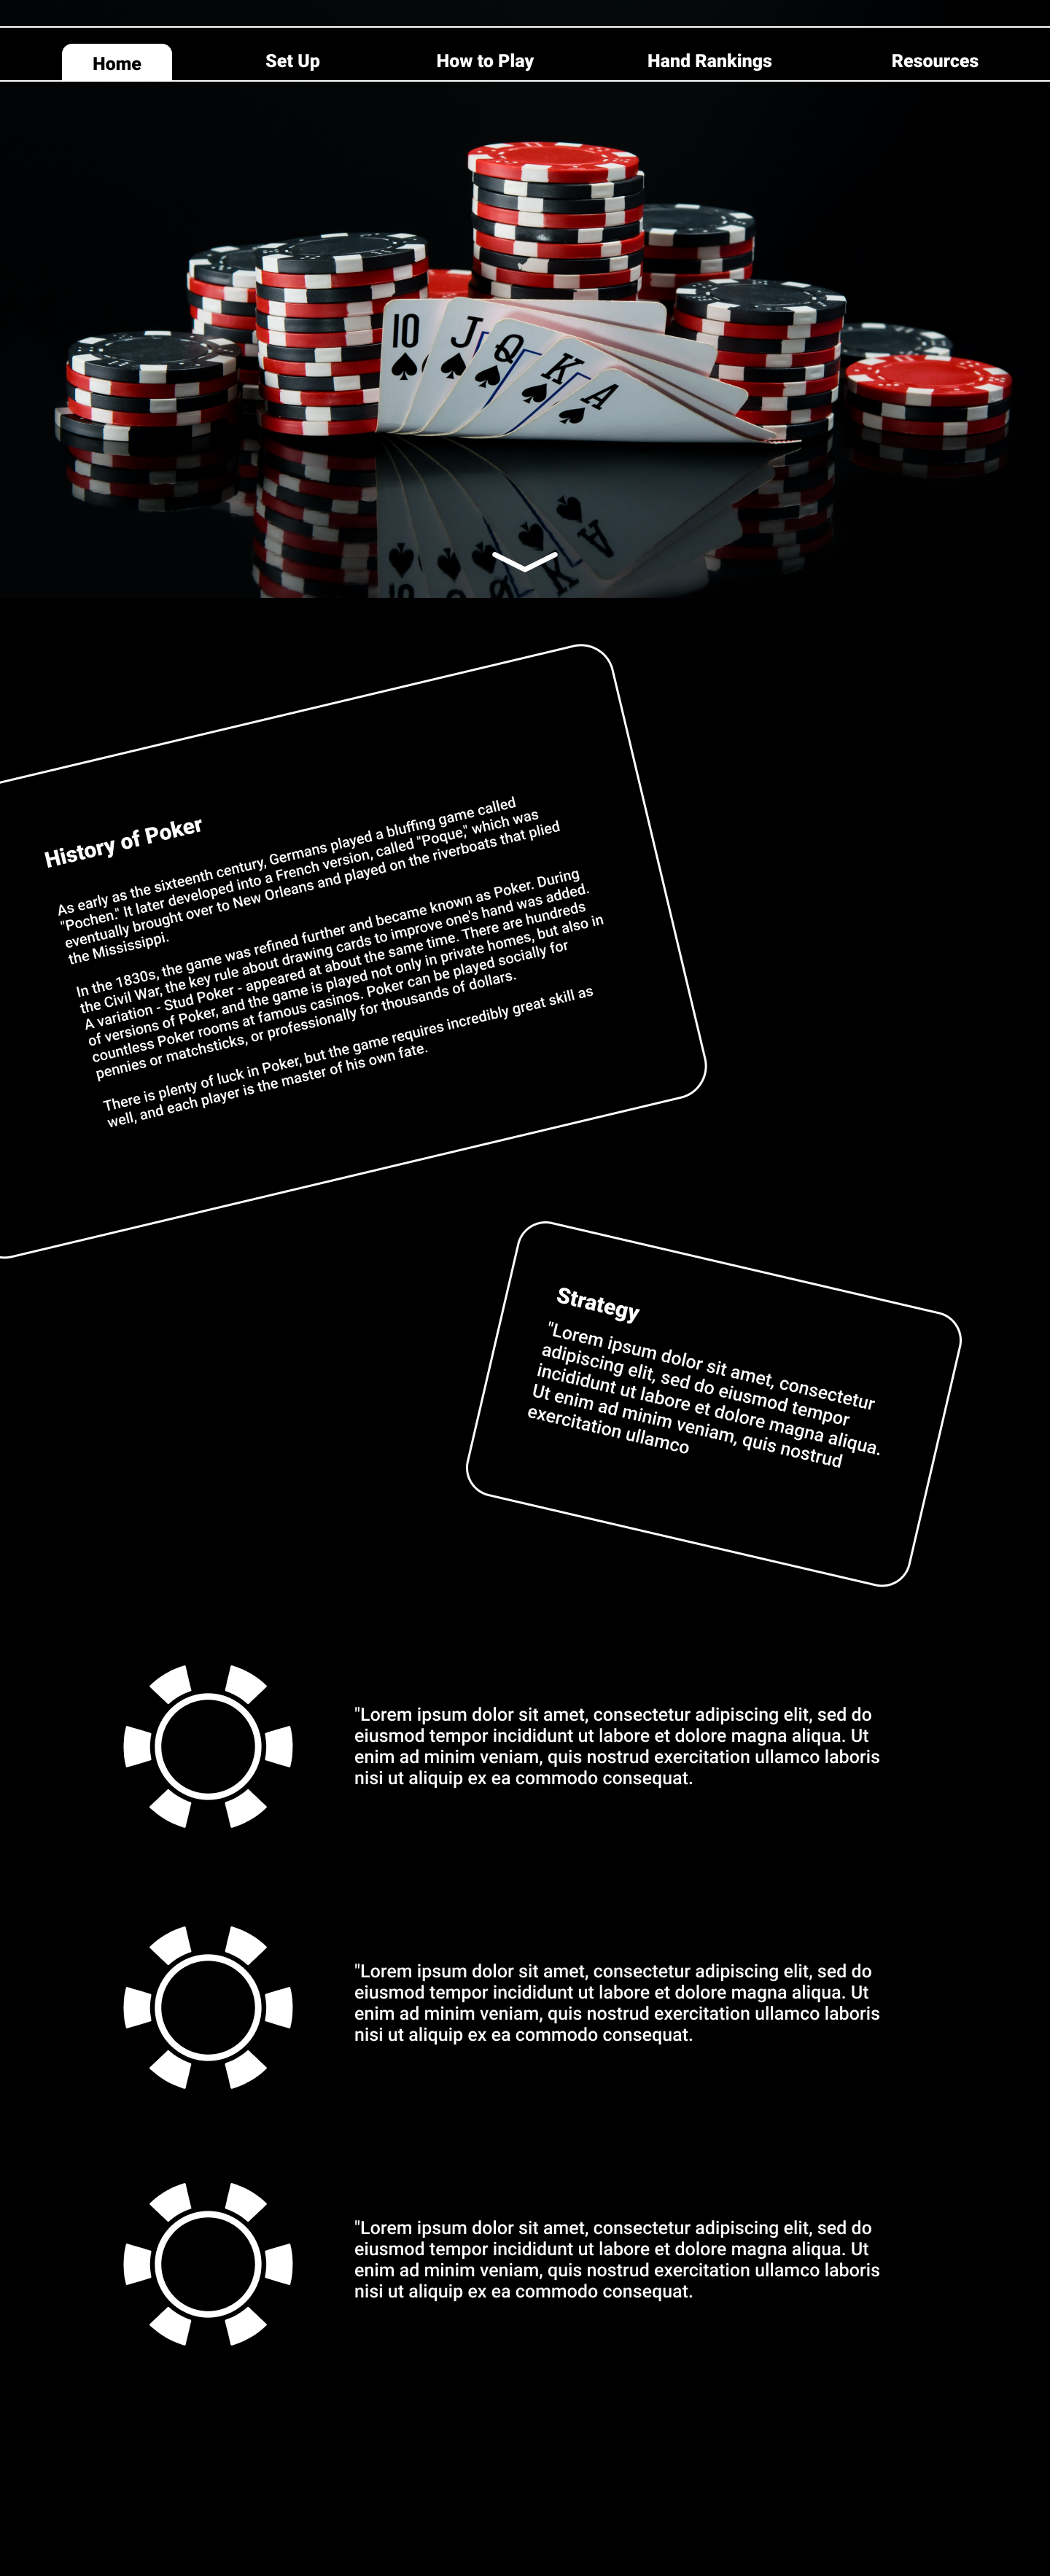 Home
Set Up
How to Play
Hand Rankings
Resources
10
J
Q
K
A
A
K
Q
10
History of Poker
As early as the sixteenth century, Germans played a bluffing game called
"Pochen." It later developed into a French version, called "Poque," which was
eventually brought over to New Orleans and played on the riverboats that plied
the Mississippi.
In the 1830s, the game was refined further and became known as Poker. During
the Civil War, the key rule about drawing cards to improve one's hand was added.
A variation - Stud Poker - appeared at about the same time. There are hundreds
of versions of Poker, and the game is played not only in private homes, but also in
countless Poker rooms at famous casinos. Poker can be played socially for
pennies or matchsticks, or professionally for thousands of dollars.
There is plenty of luck in Poker, but the game requires incredibly great skill as
well, and each player is the master of his own fate.
Strategy
"Lorem ipsum dolor sit amet, consectetur
adipiscing elit, sed do eiusmod tempor
incididunt ut labore et dolore magna aliqua.
Ut enim ad minim veniam, quis nostrud
exercitation ullamco
"Lorem ipsum dolor sit amet, consectetur adipiscing elit, sed do
eiusmod tempor incididunt ut labore et dolore magna aliqua. Ut
enim ad minim veniam, quis nostrud exercitation ullamco laboris
nisi ut aliquip ex ea commodo consequat.
"Lorem ipsum dolor sit amet, consectetur adipiscing elit, sed do
eiusmod tempor incididunt ut labore et dolore magna aliqua. Ut
enim ad minim veniam, quis nostrud exercitation ullamco laboris
nisi ut aliquip ex ea commodo consequat.
"Lorem ipsum dolor sit amet, consectetur adipiscing elit, sed do
eiusmod tempor incididunt ut labore et dolore magna aliqua. Ut
enim ad minim veniam, quis nostrud exercitation ullamco laboris
nisi ut aliquip ex ea commodo consequat.